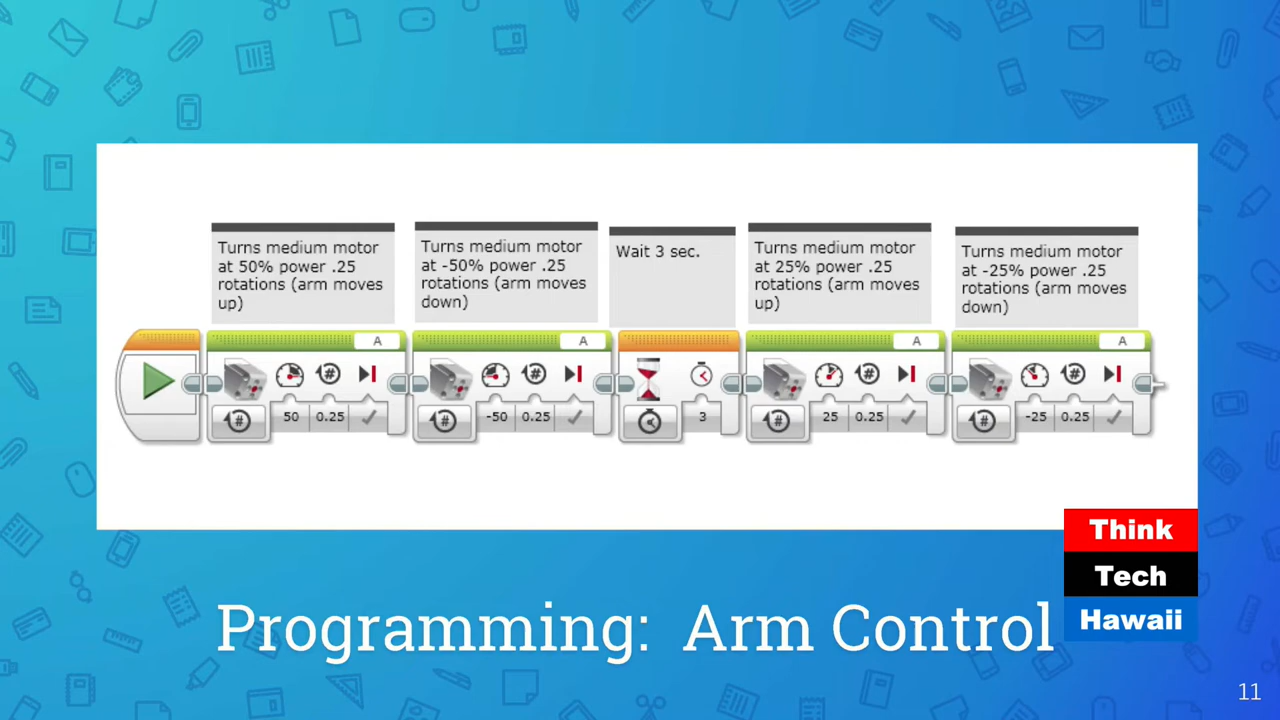 Turns medium motor
at 50% power .25
rotations (arm moves
up)
Turns medium motor
at -50% power .25
rotations (arm moves
down)
Wait 3 sec.
Turns medium motor
at 25% power .25
rotations (arm moves
up)
Turns medium motor
at -25% power .25
rotations (arm moves
down)
A
A
A
A
# # # #
50 0.25
# -50 0.25
# 3
25 0.25
# -25 0.25
#
Think
Tech
Hawaii
Programming: Arm Control
11